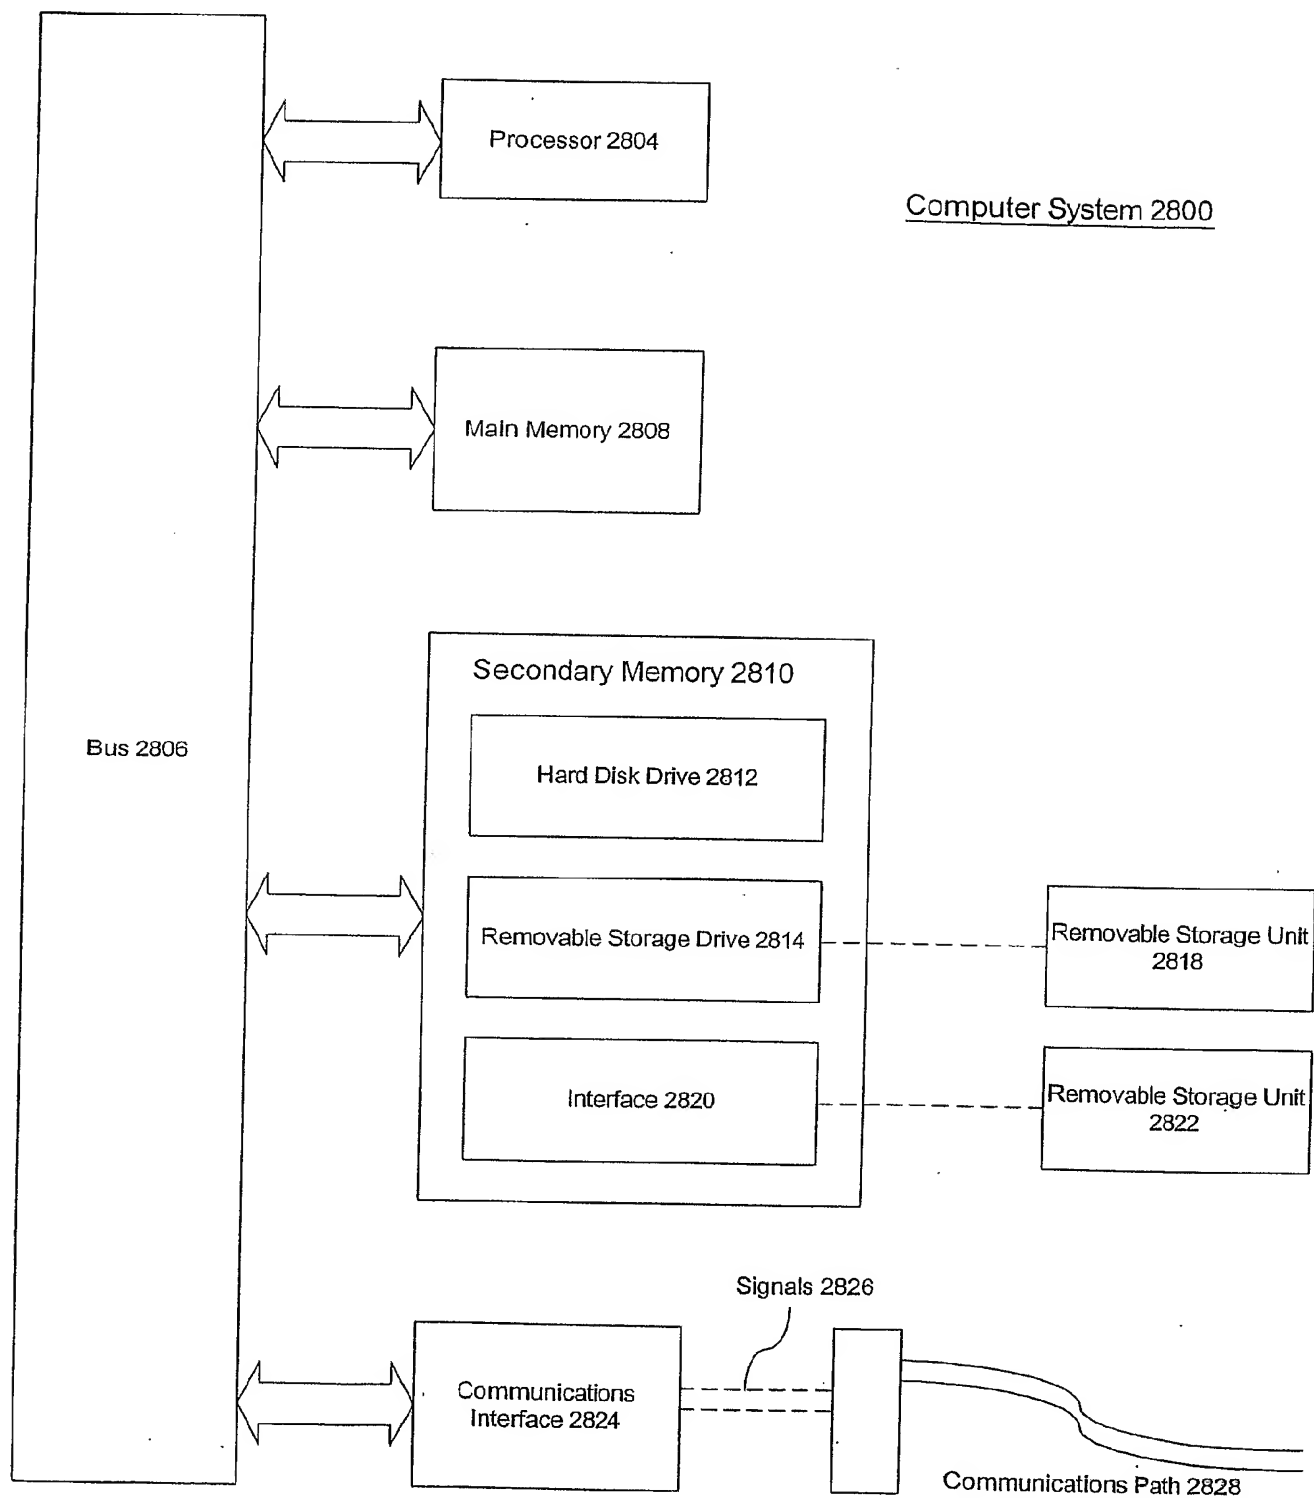 Processor 2804
Computer System 2800
Main Memory 2808
Secondary Memory 2810
Hard Disk Drive 2812
Bus 2806
Removable Storage Drive 2814
Removable Storage Unit
2818
Interface 2820
Removable Storage Unit
2822
Signals 2826
Communications
Interface 2824
Communications Path 2828